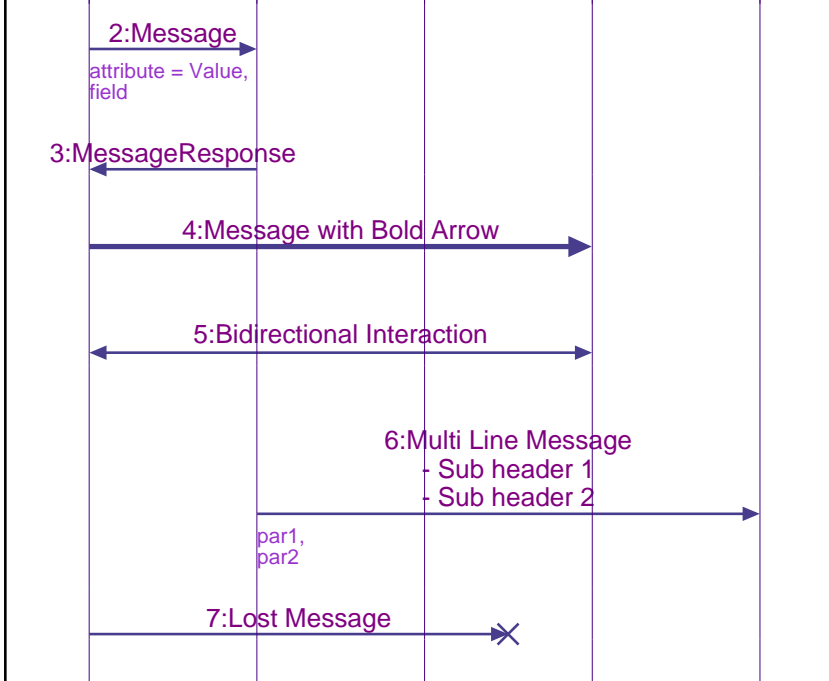 2:Message
attribute = Value,
field
3:MessageResponse
4:Message with Bold Arrow
5:Bidirectional Interaction
6:Multi Line Message
- Sub header 1
- Sub header 2
par1,
par2
7:Lost Message